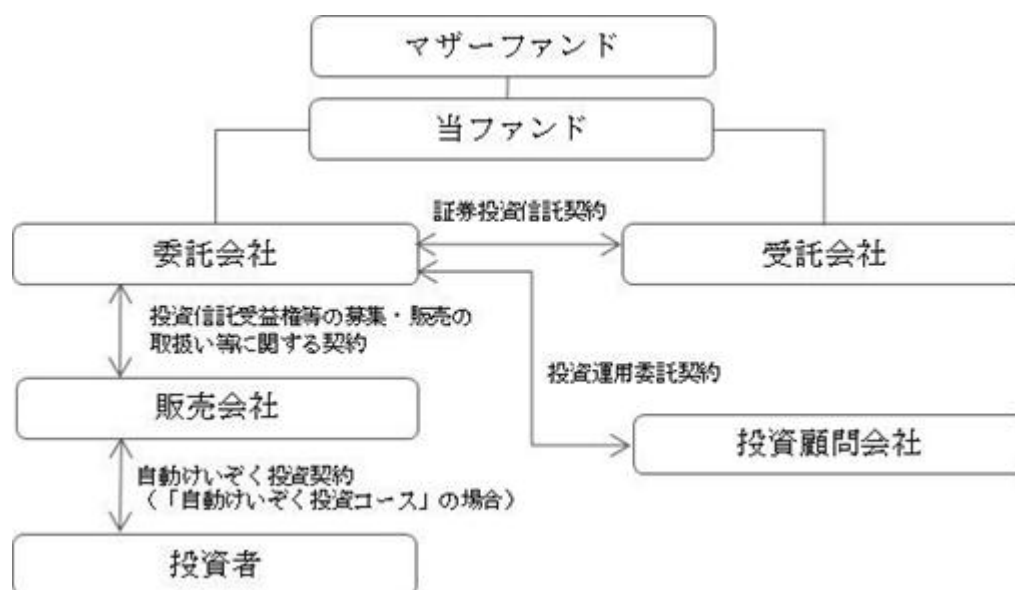 マザーファンド
当ファンド
証券投資信託契約
委託会社
受託会社
投資信託受益権等の募集・販売の
取扱い等に関する契約
投資運用委託契約
販売会社
投資顧問会社
自動けいぞく投資契約
（「自動けいぞく投資コース」の場合）
投資者